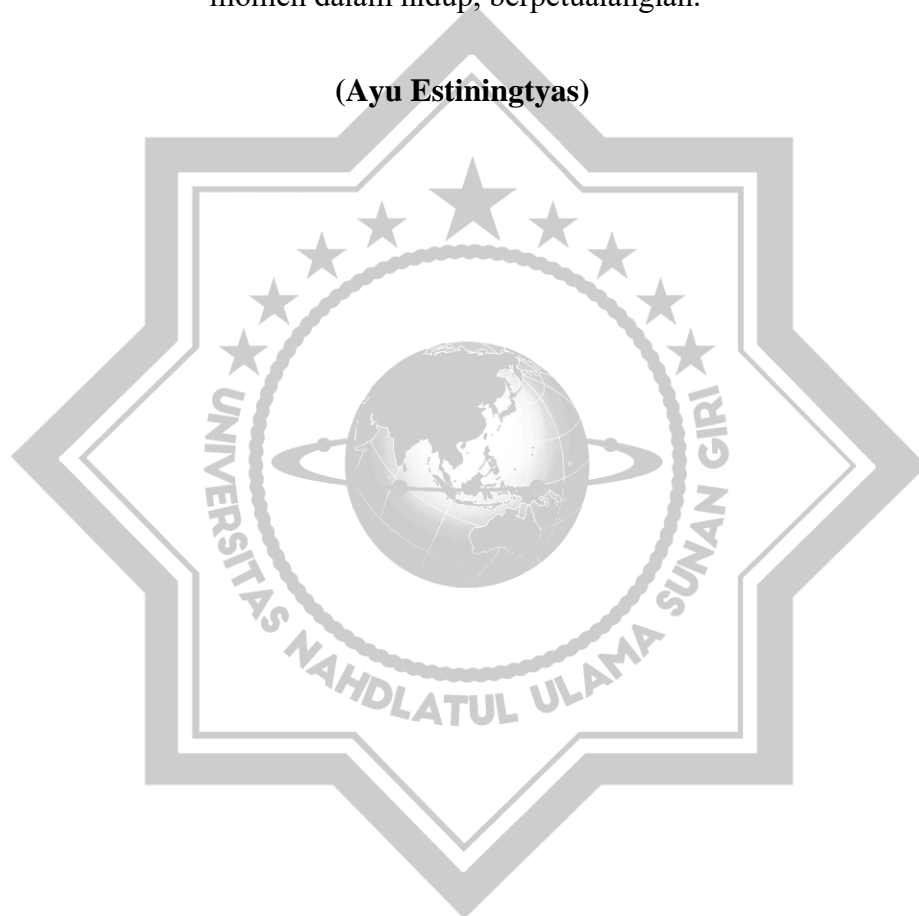 momen dalam hidup, berpetualanglah.
(Ayu Estiningtyas)
UNIVERSITAS NAHDLATUL ULAMA SUNAN GIRI